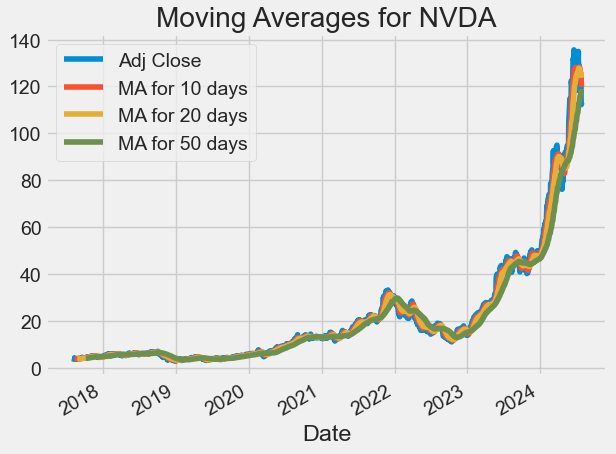 Moving Averages for NVDA
140
120
100
80
60
40
20
0
Adj Close
MA for 10 days
MA for 20 days
MA for 50 days
2018
2019
2020
2021
2022
2023
2024
Date